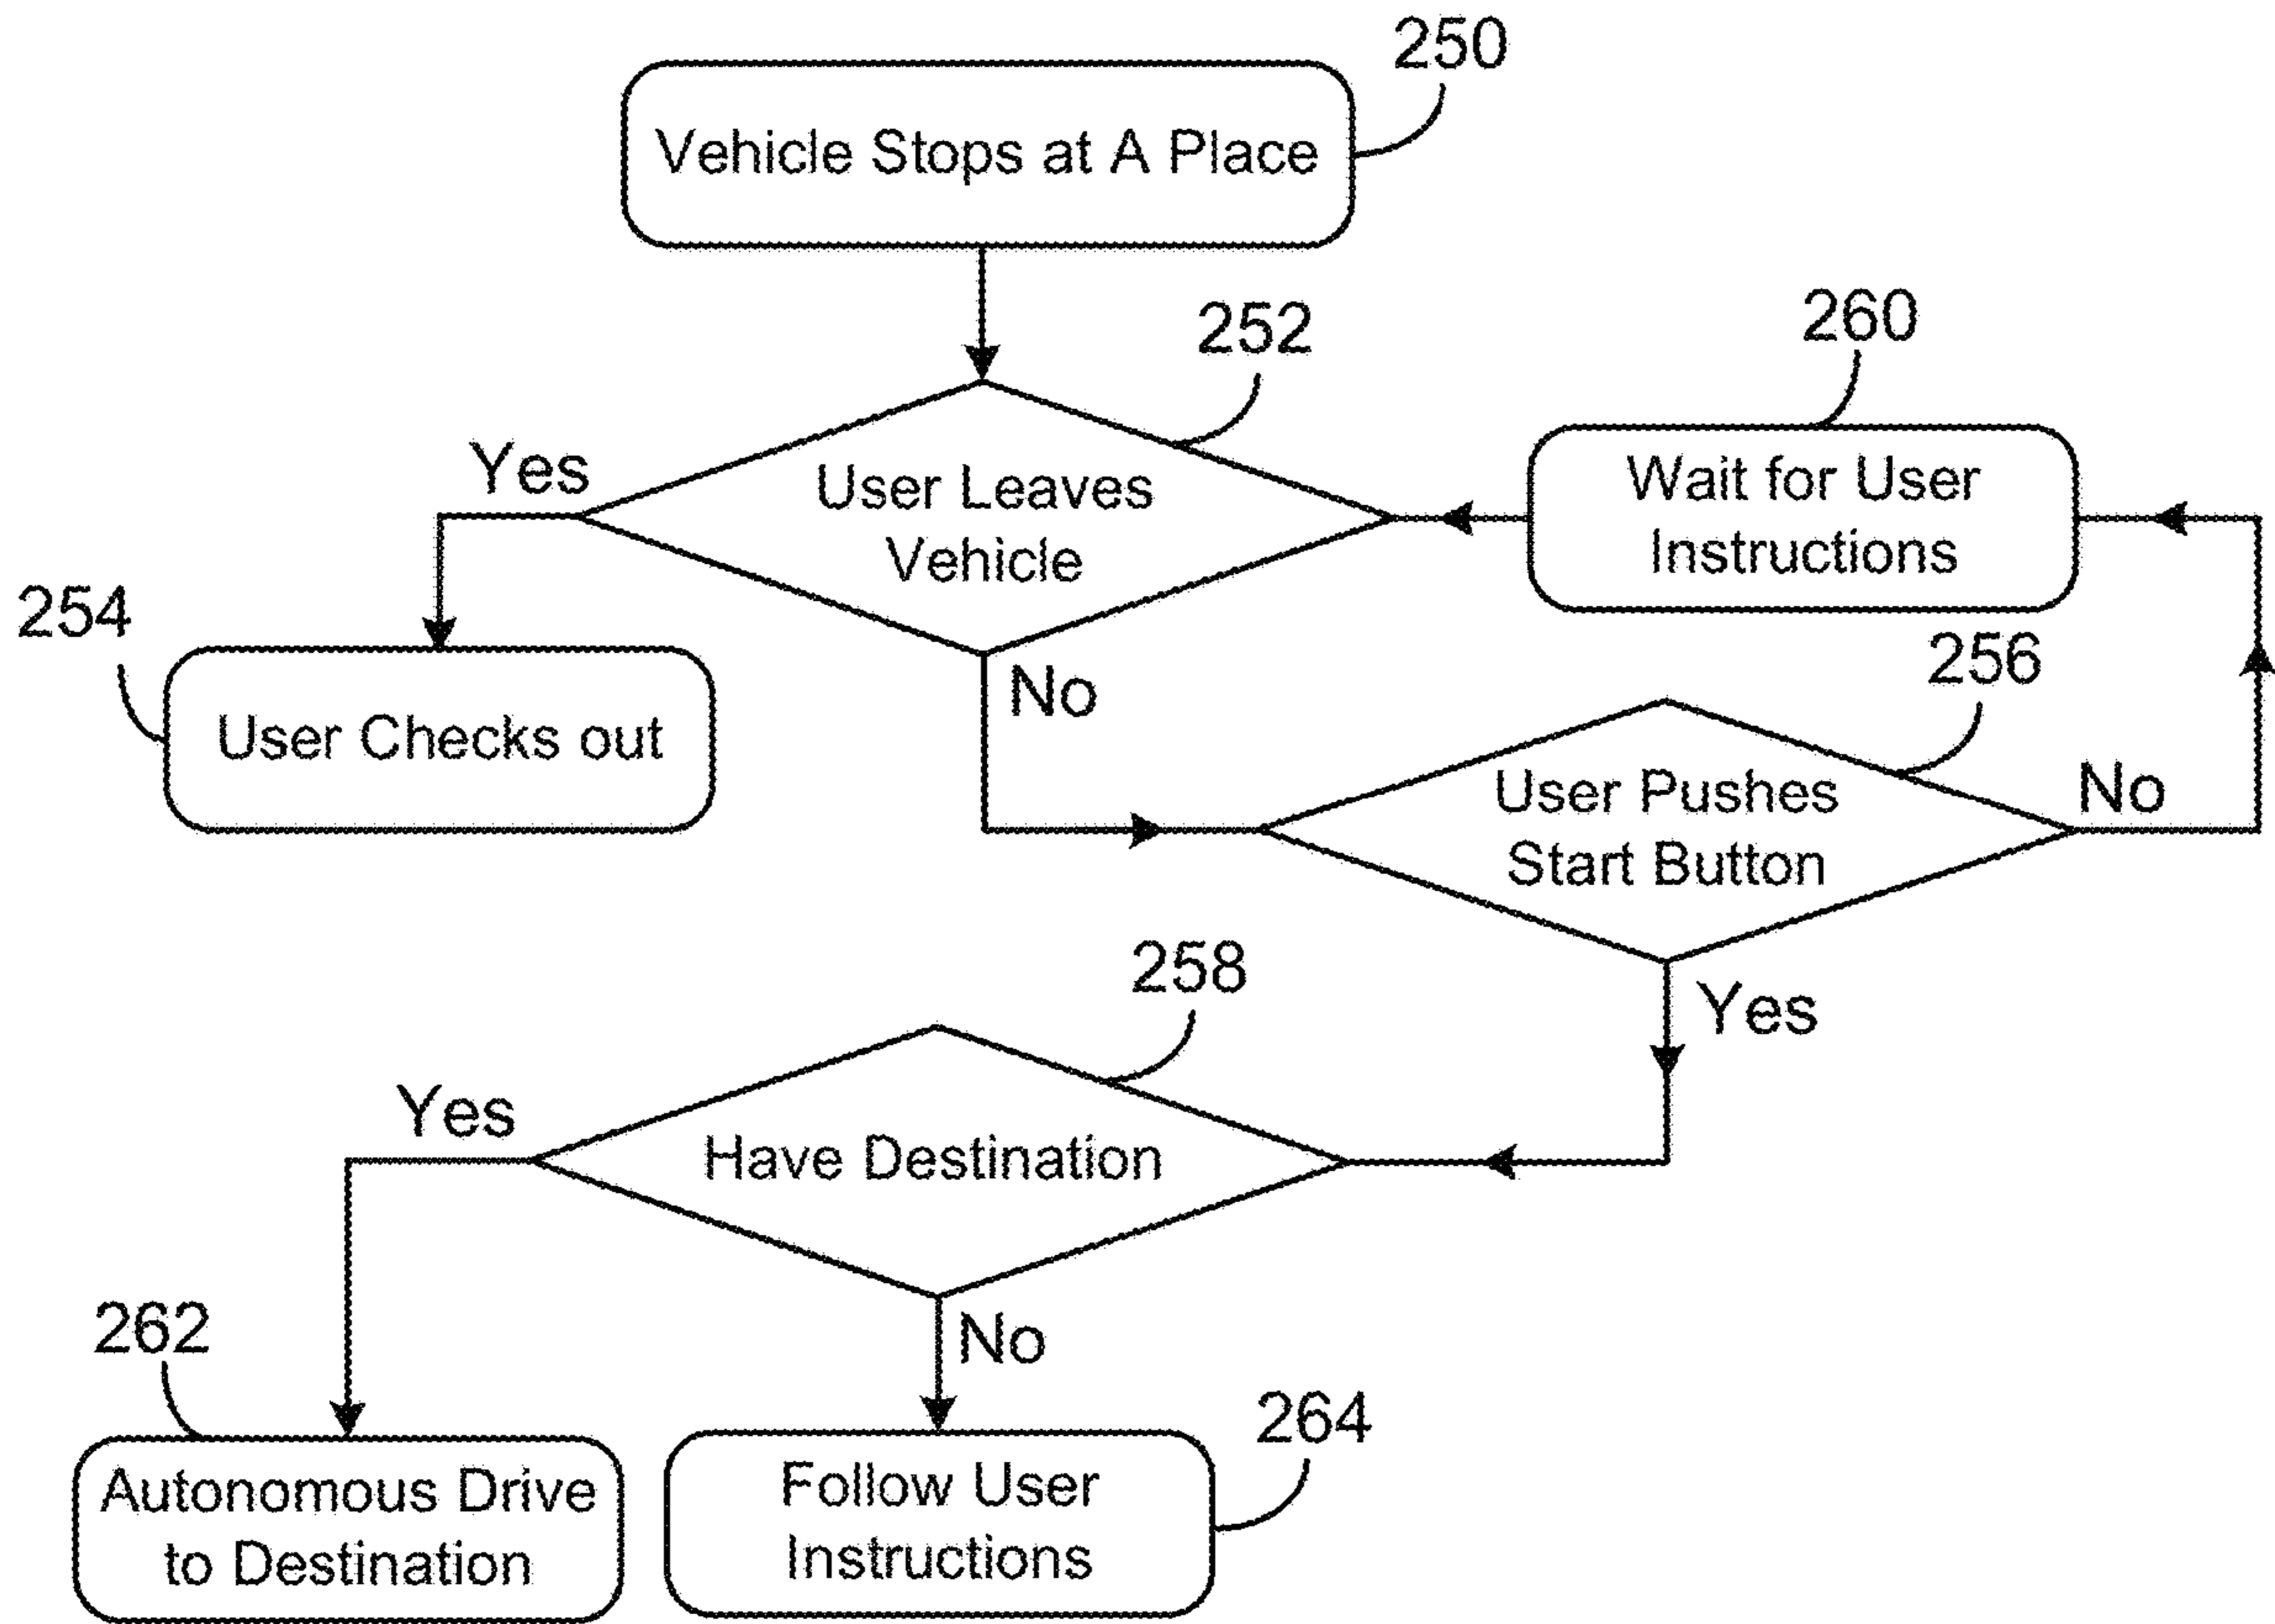 250
Vehicle Stops at A Place
252
260
Yes
User Leaves
Vehicle
Wait for User
Instructions
254
User Checks out
No
256
User Pushes
Start Button
No
258
Yes
Yes
Have Destination
262
No
264
Autonomous Drive
to Destination
Follow User
Instructions